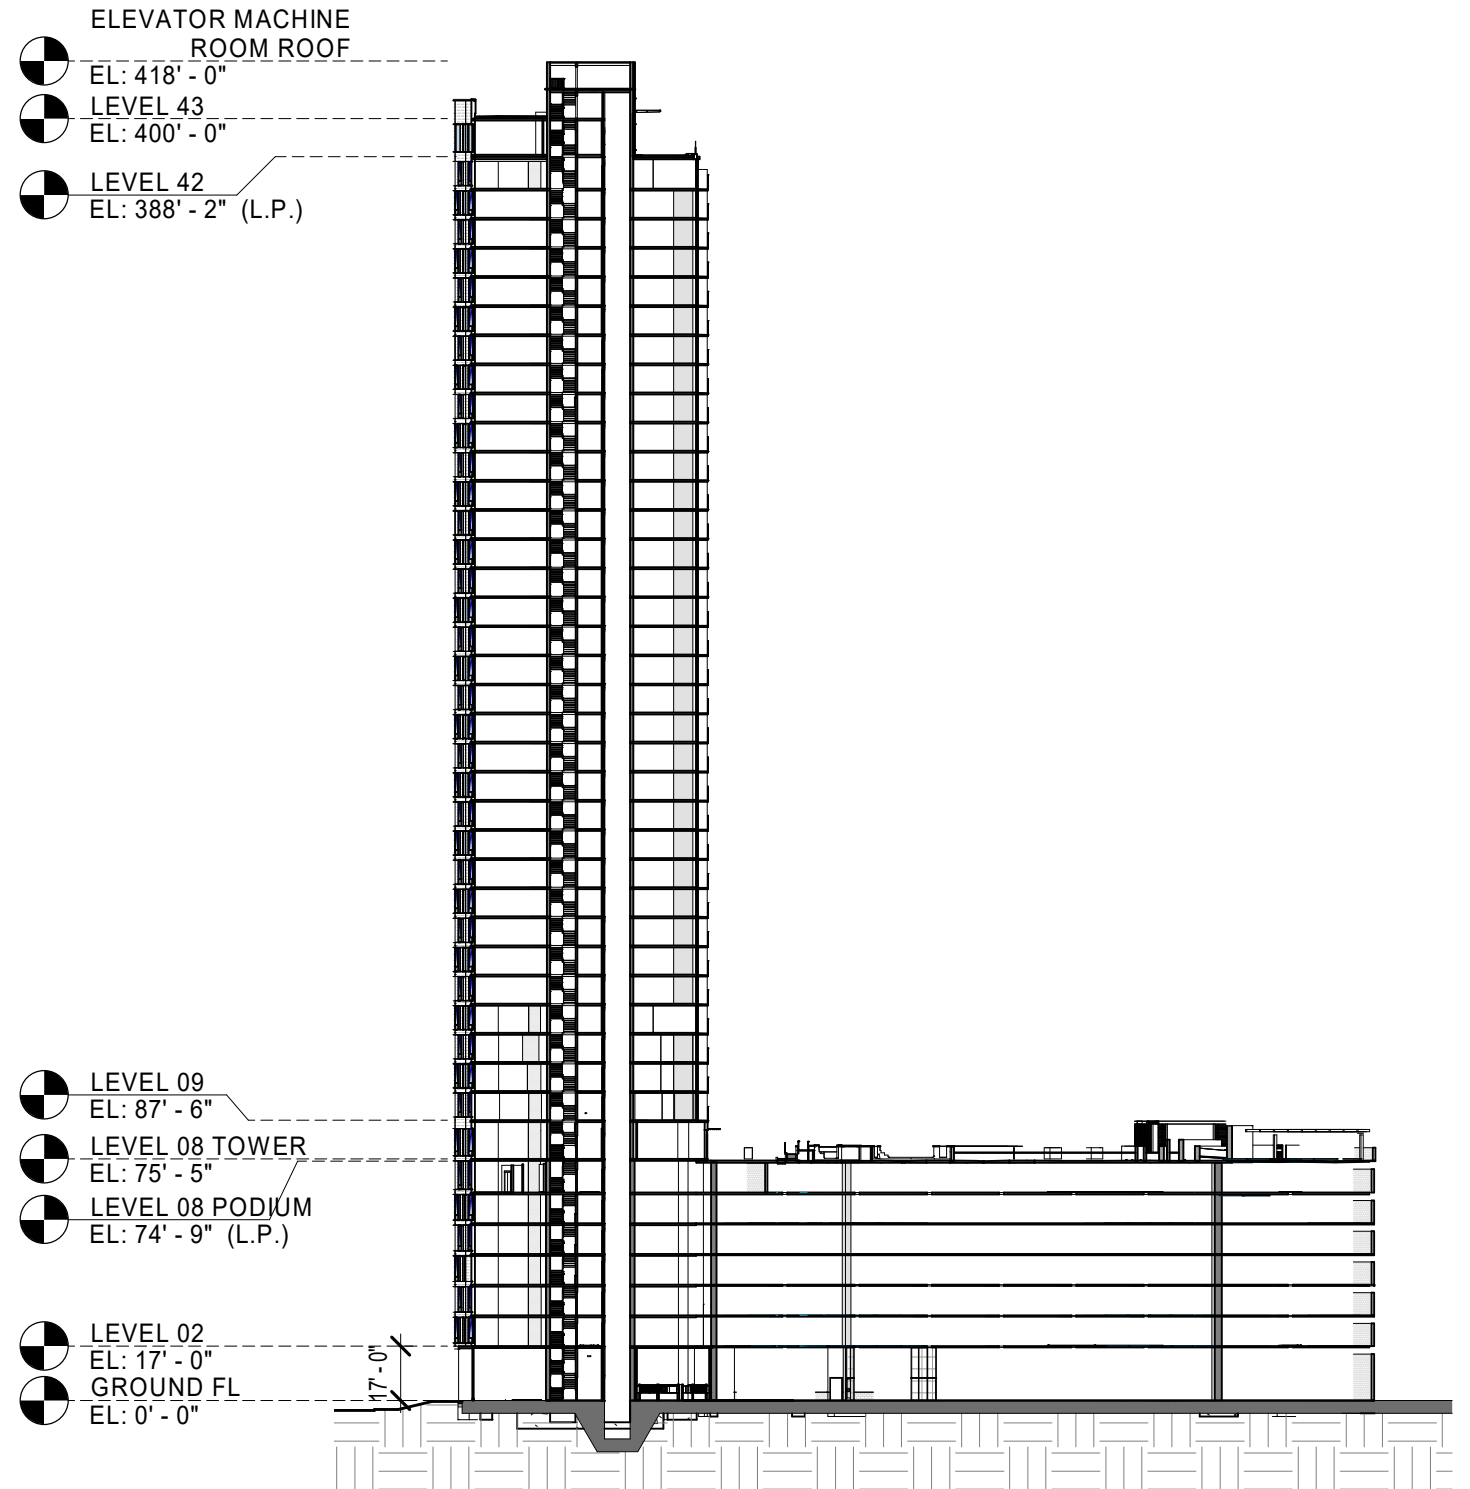 ELEVATOR MACHINE
ROOM ROOF
EL: 418' - 0"
LEVEL 43
EL: 400' - 0"
LEVEL 42
EL: 388' - 2" (L.P.)
LEVEL 09
EL: 87' - 6"
LEVEL 08 TOWER
EL: 75' - 5"
LEVEL 08 PODIUM
EL: 74' - 9" (L.P.)
LEVEL 02
EL: 17' - 0"
17' - 0"
GROUND FL
EL: 0' - 0"